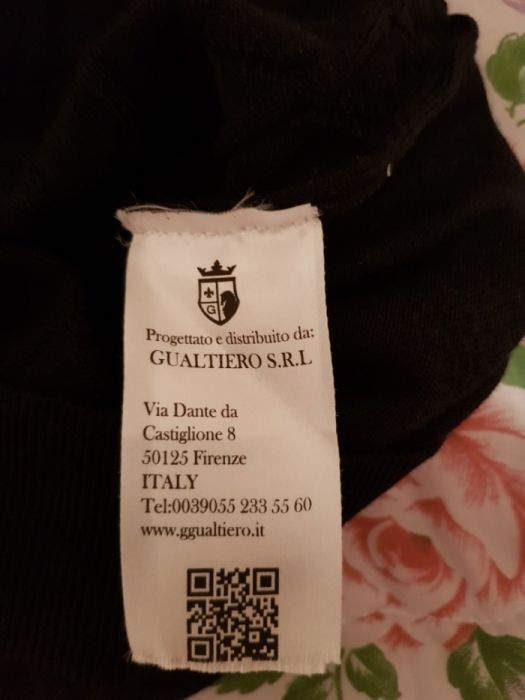 G
Progettato e distribuito da:
GUALTIERO S.R.L
Via Dante da
Castiglione 8
50125 Firenze
ITALY
Tel:0039055 233 55 60
www.ggualtiero.it